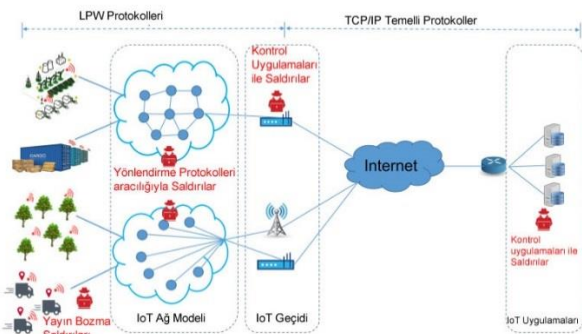 LPW Protokolleri
TCP/IP Temelli Protokoller
Kontrol
Uygulamaları
ile Saldırılar
Yönlendirme Protokolleri
aracılığıyla Saldırılar
Internet
Kontrol
uygulamaları ile
Saldırılar
Yayın Bozma
Saldırıları
IoT Ağ Modeli
IoT Geçidi
IoT Uygulamaları